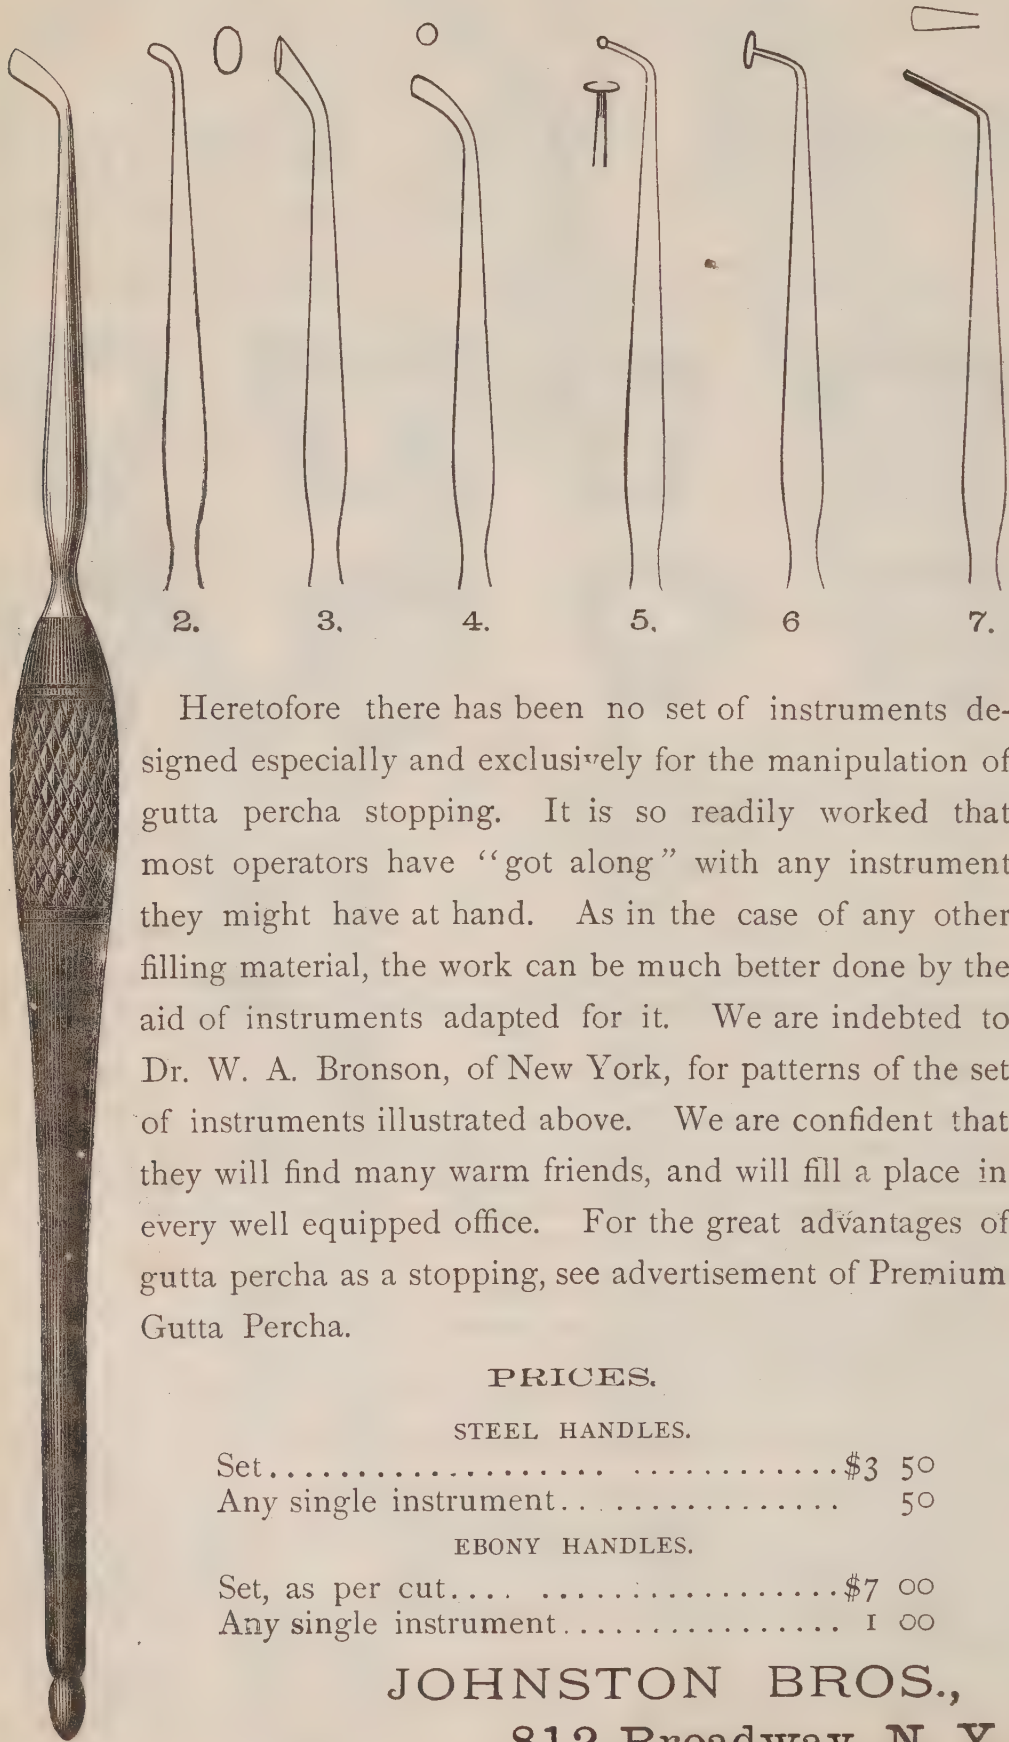 2. 3. 4. 5. 6 7.
Heretofore there has been no set of instruments de-
signed especially and exclusively for the manipulation of
gutta percha stopping. It is so readily worked that
most operators have “got along” with any instrument
they might have at hand. As in the case of any other
filling material, the work can be much better done by the
aid of instruments adapted for it. We are indebted to
Dr. W. A. Bronson, of New York, for patterns of the set
of instruments illustrated above. We are confident that
they will find many warm friends, and will fill a place in
every well equipped office. For the great advantages of
gutta percha as a stopping, see advertisement of Premium
Gutta Percha.
PRICES.
STEEL HANDLES.
Set................................$3 50
Any single instrument................ 50
EBONY HANDLES.
Set, as per cut......................$7 00
Any single instrument................ 1 00
JOHNSTON BROS.,
812 Broadway, N. Y.